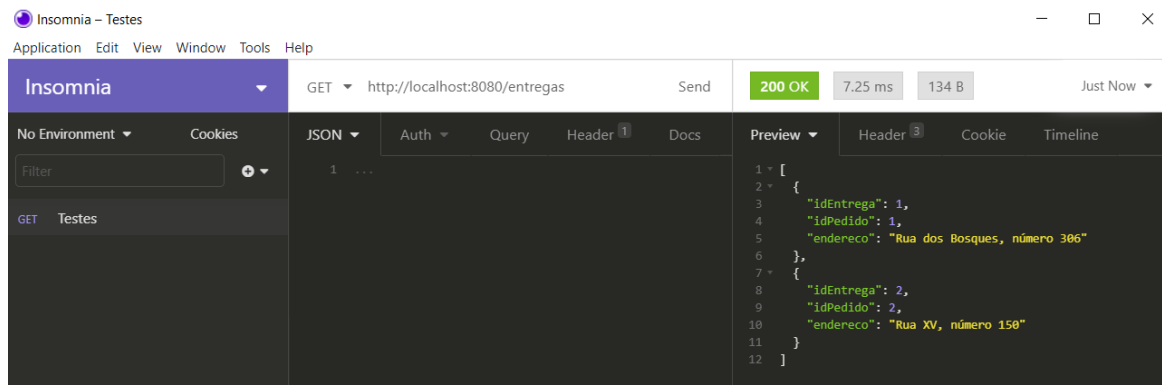 Insomnia – Testes
Application Edit View Window Tools Help
Insomnia
GET http://localhost:8080/entregas Send
200 OK 7.25 ms 134 B Just Now
No Environment Cookies
JSON Auth Query Header 1 Docs
Preview Header 3 Cookie Timeline
Filter
GET Testes
1 ...
1 [
2 {
3 "idEntrega": 1,
4 "idPedido": 1,
5 "endereco": "Rua dos Bosques, número 306"
6 },
7 {
8 "idEntrega": 2,
9 "idPedido": 2,
10 "endereco": "Rua XV, número 150"
11 }
12 ]